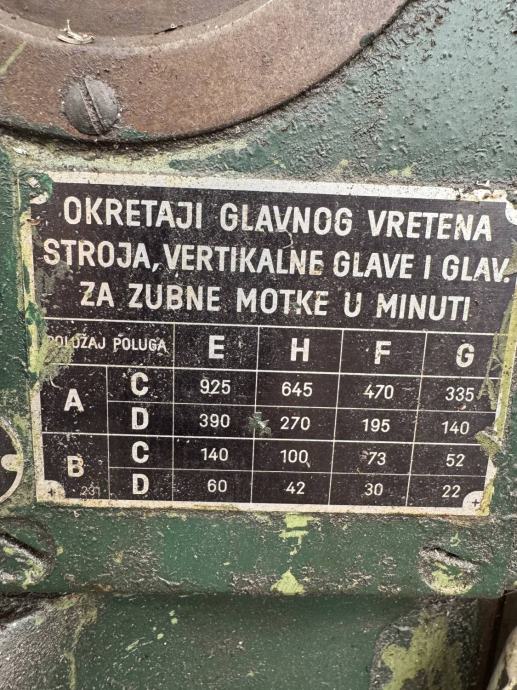 OKRETAJI GLAVNOG VRETENA
STROJA, VERTIKALNE GLAVE I GLAV.
ZA ZUBNE MOTKE U MINUTI
POLOŽAJ POLUGA E H F G
A C 925 645 470 335
D 390 270 195 140
B C 140 100 73 52
231 D 60 42 30 22